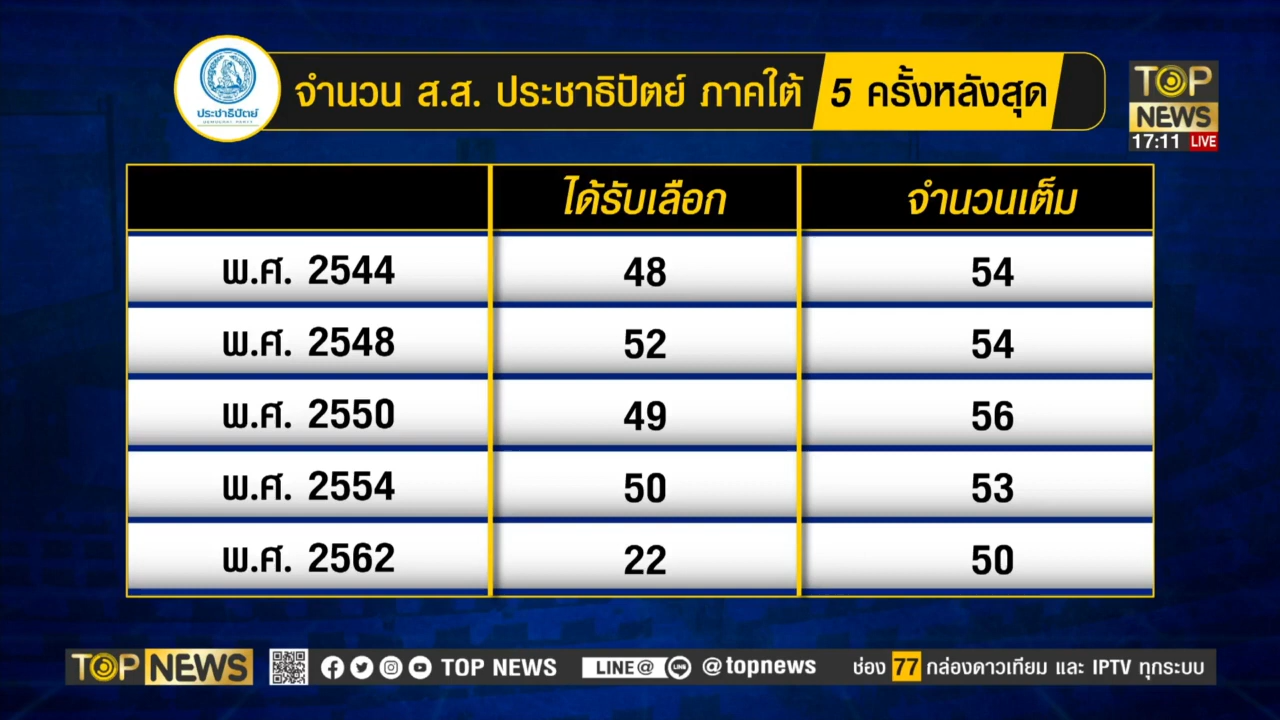 ประชาธิปัตย์
DEMOCRAT PARTY
จำนวน ส.ส. ประชาธิปัตย์ ภาคใต้ 5 ครั้งหลังสุด
TOP
NEWS
17:11 LIVE
ได้รับเลือก จำนวนเต็ม
พ.ศ. 2544 48 54
พ.ศ. 2548 52 54
พ.ศ. 2550 49 56
พ.ศ. 2554 50 53
พ.ศ. 2562 22 50
TOP NEWS TOP NEWS LINE@ LINE @topnews ช่อง 77 กล่องดาวเทียม และ IPTV ทุกระบบ